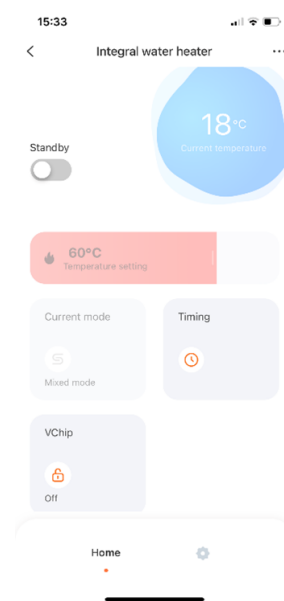 15:33
Integral water heater
18°C
Current temperature
Standby
60°C
Temperature setting
Current mode
Mixed mode
Timing
VChip
Off
Home